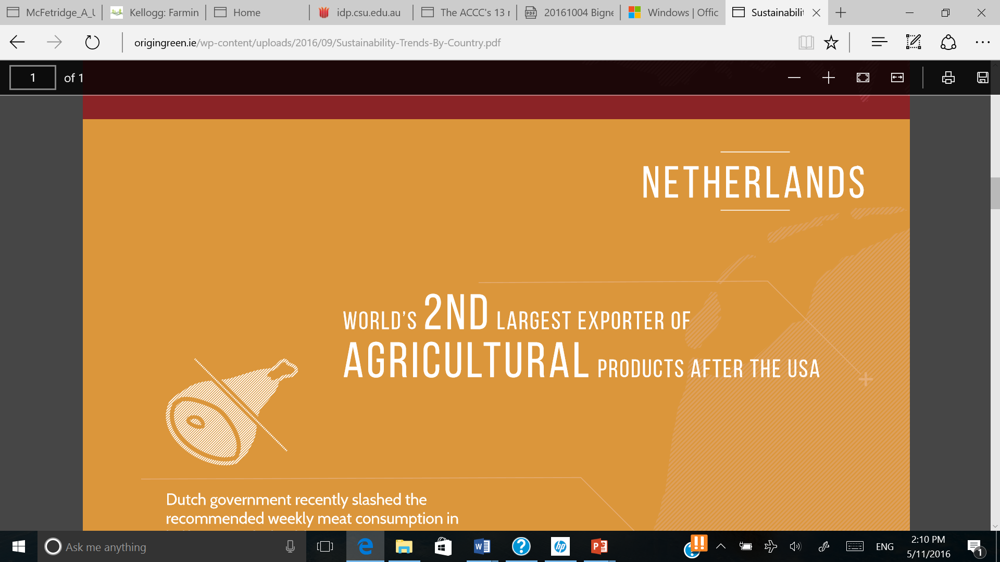 McFetridge_A_U
Kellogg: Farmin
Home
idp.csu.edu.au
The ACCC's 13 r
20161004 Bigne
Windows | Offic
Sustainabilit
origingreen.ie/wp-content/uploads/2016/09/Sustainability-Trends-By-Country.pdf
1 of 1
NETHERLANDS
WORLD'S 2ND LARGEST EXPORTER OF
AGRICULTURAL PRODUCTS AFTER THE USA
Dutch government recently slashed the
recommended weekly meat consumption in
Ask me anything
ENG
2:10 PM
5/11/2016
1